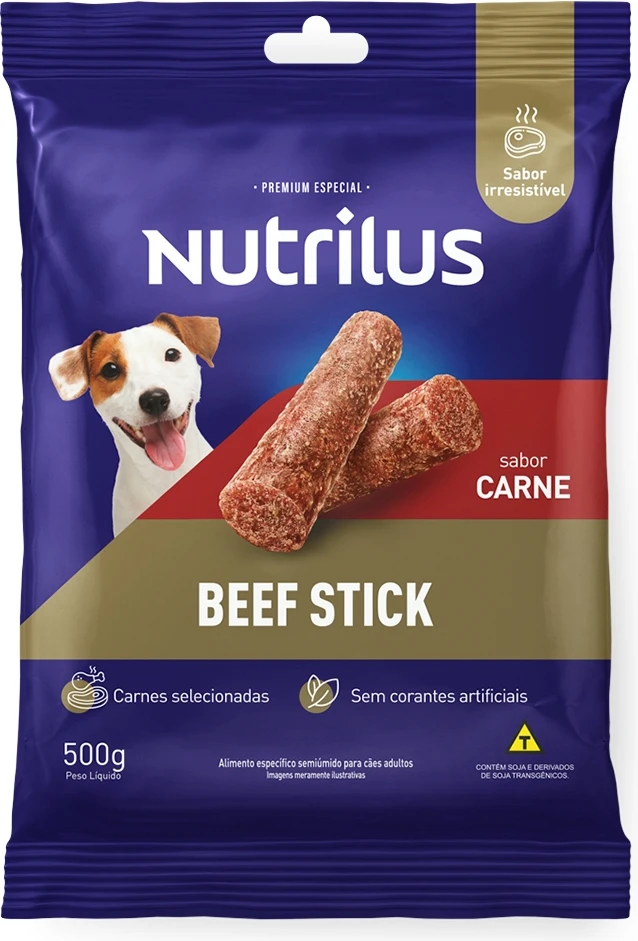 Sabor
irresistível
• PREMIUM ESPECIAL •
Nutrilus
sabor
CARNE
BEEF STICK
Carnes selecionadas
Sem corantes artificiais
500g
Peso Líquido
Alimento específico semiúmido para cães adultos
Imagens meramente ilustrativas
T
CONTÉM SOJA E DERIVADOS
DE SOJA TRANSGÊNICOS.